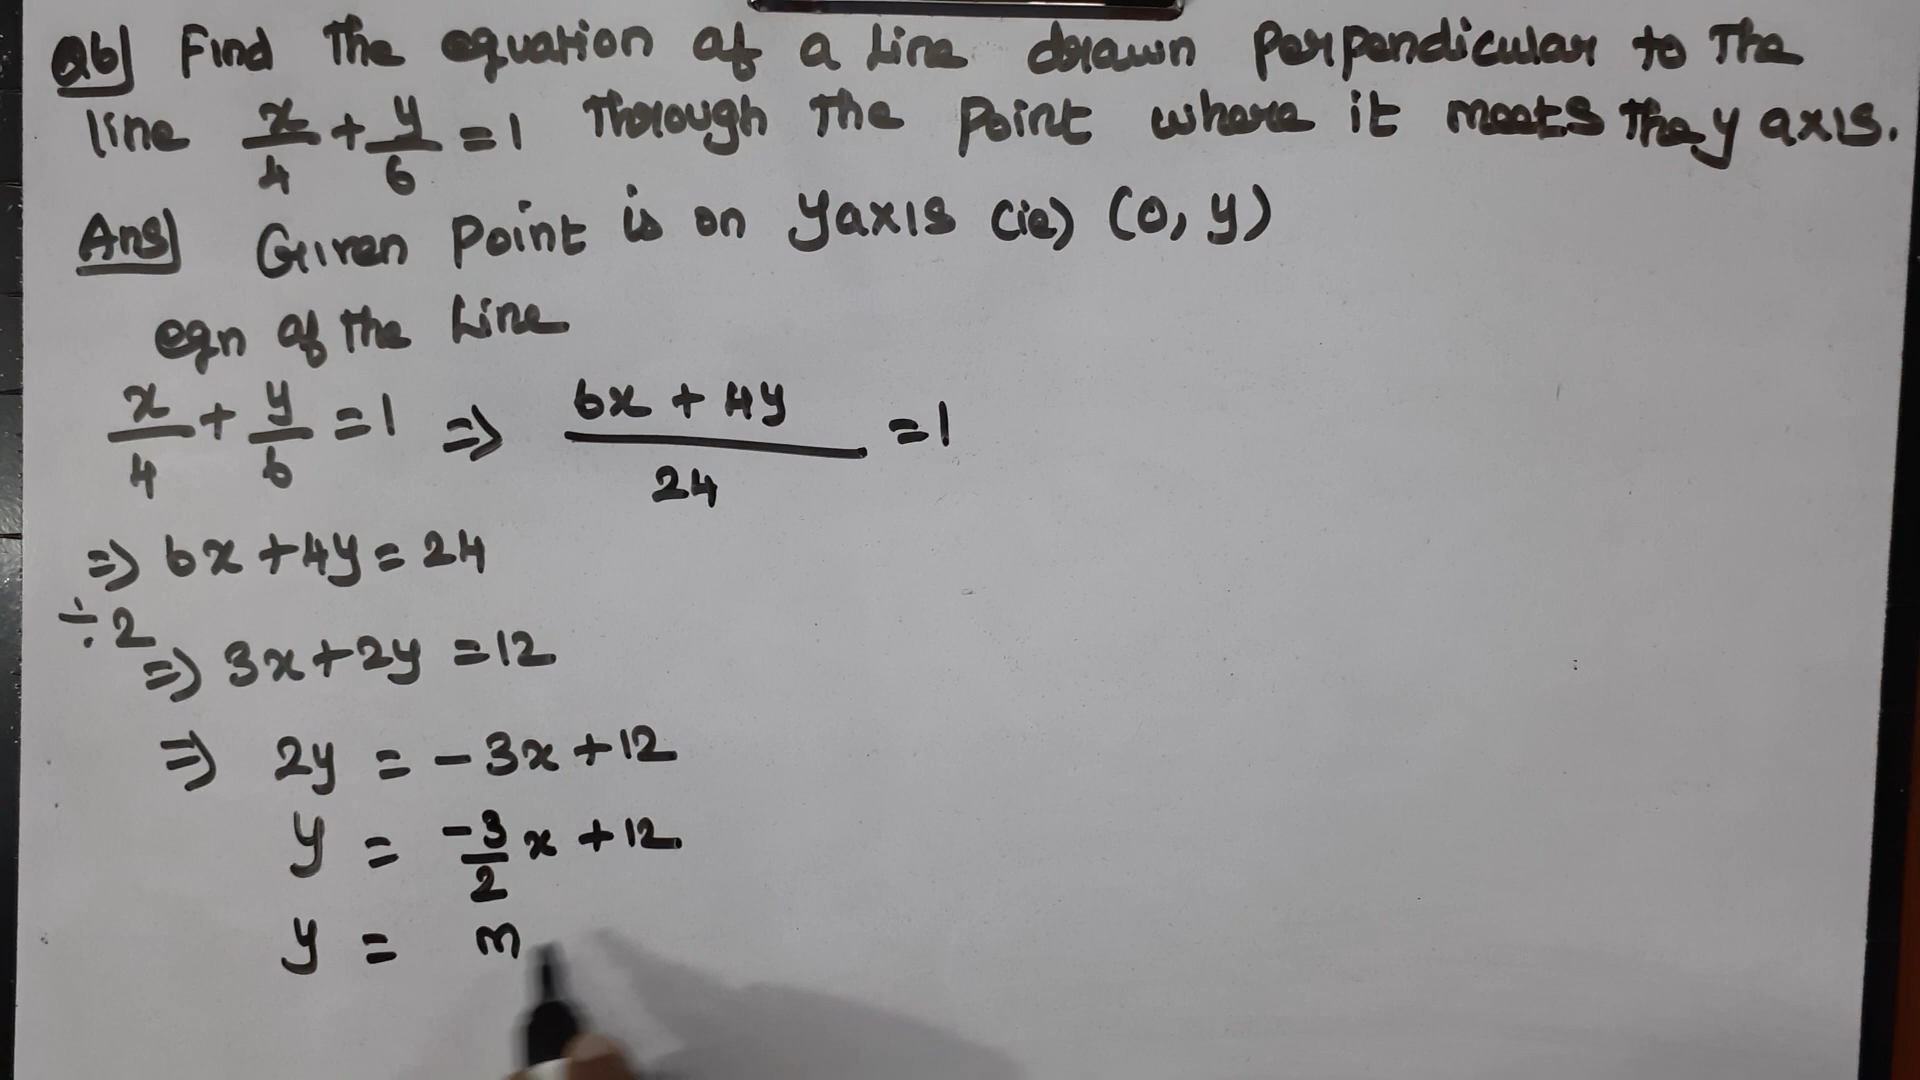 Q6) Find the equation of a line drawn perpendicular to the
line x/4 + y/6 = 1 through the point where it meets the y axis.
Ans) Given point is on y axis (ie) (0, y)
eqn of the line
x/4 + y/6 = 1 ⇒ 6x + 4y / 24 = 1
⇒ 6x + 4y = 24
÷2 ⇒ 3x + 2y = 12
⇒ 2y = -3x + 12
y = -3/2 x + 12
y = m